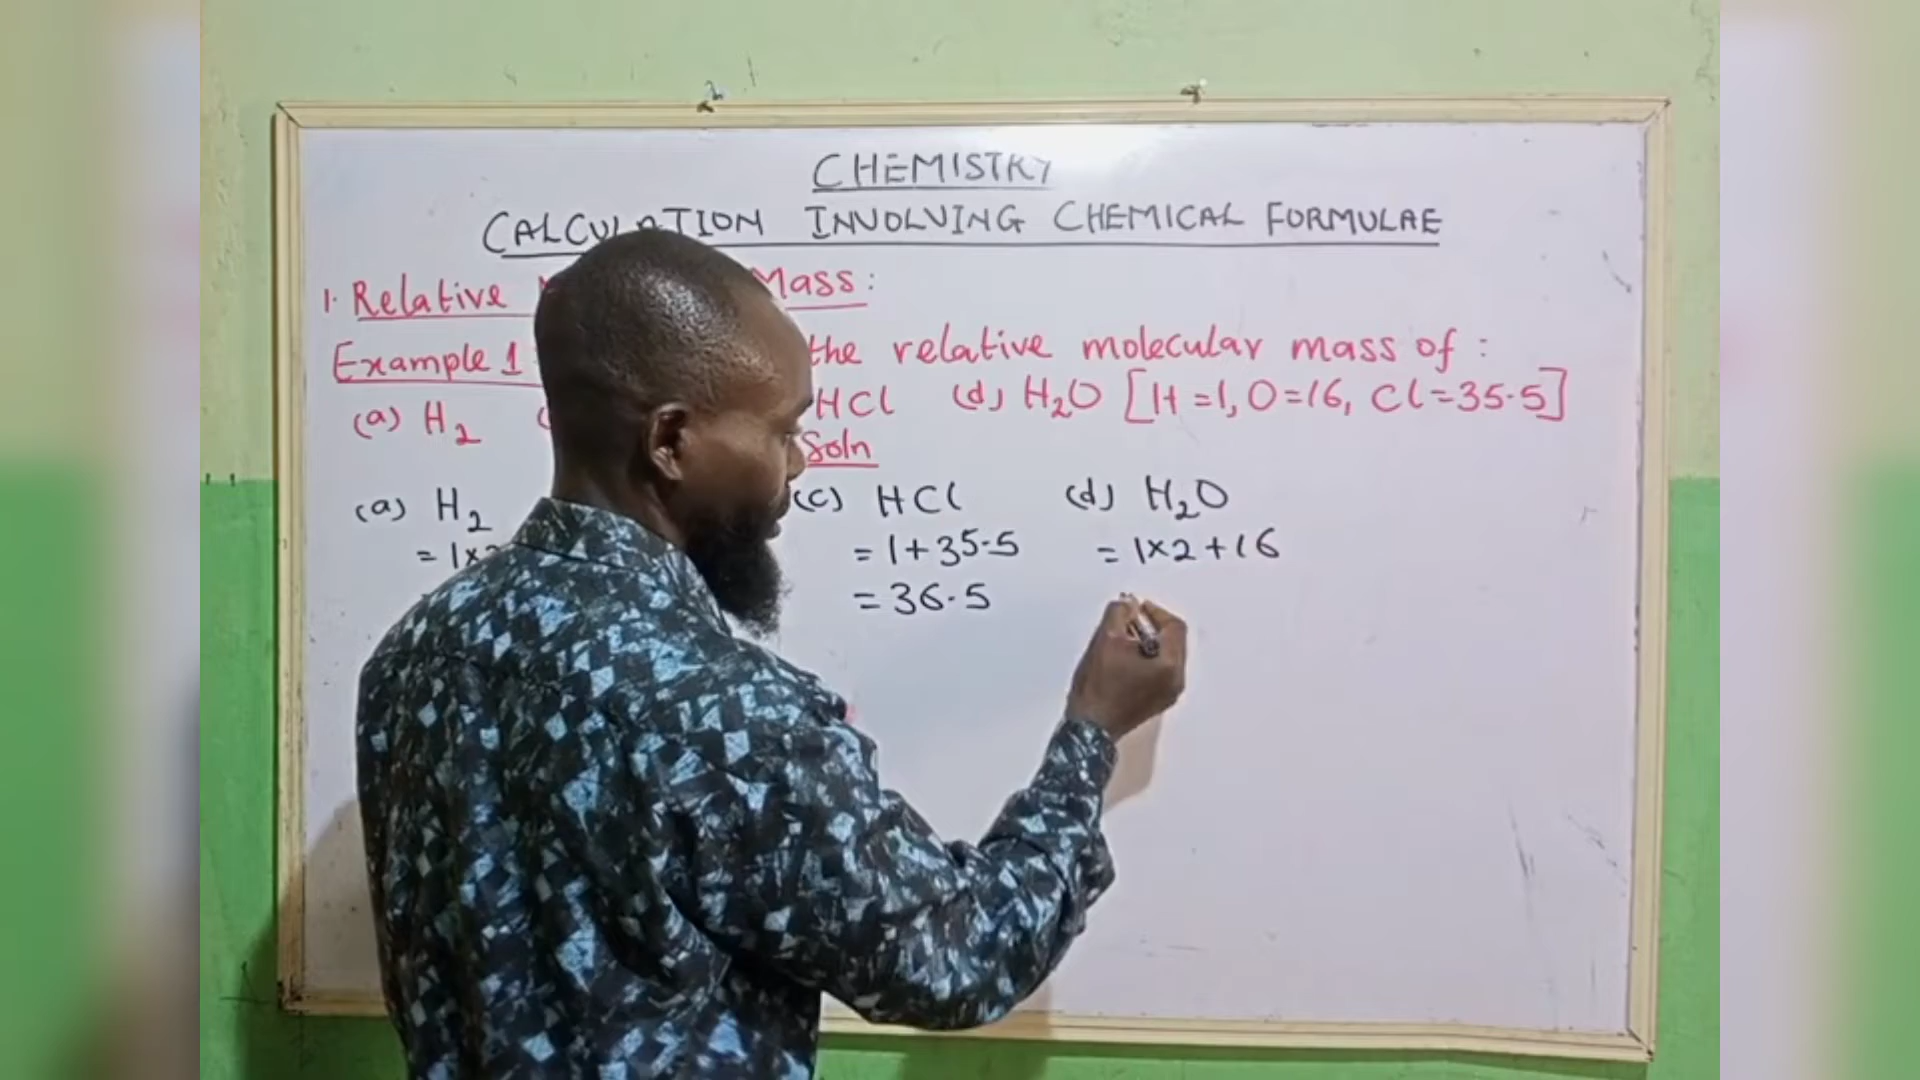 CHEMISTRY
CALCULATION INVOLVING CHEMICAL FORMULAE
1. Relative Mass:
Example 1 the relative molecular mass of :
(a) H₂ HCl (d) H₂O [H=1, O=16, Cl=35.5]
Soln
(a) H₂ (c) HCl (d) H₂O
= 1× = 1+35.5 = 1×2+16
= 36.5